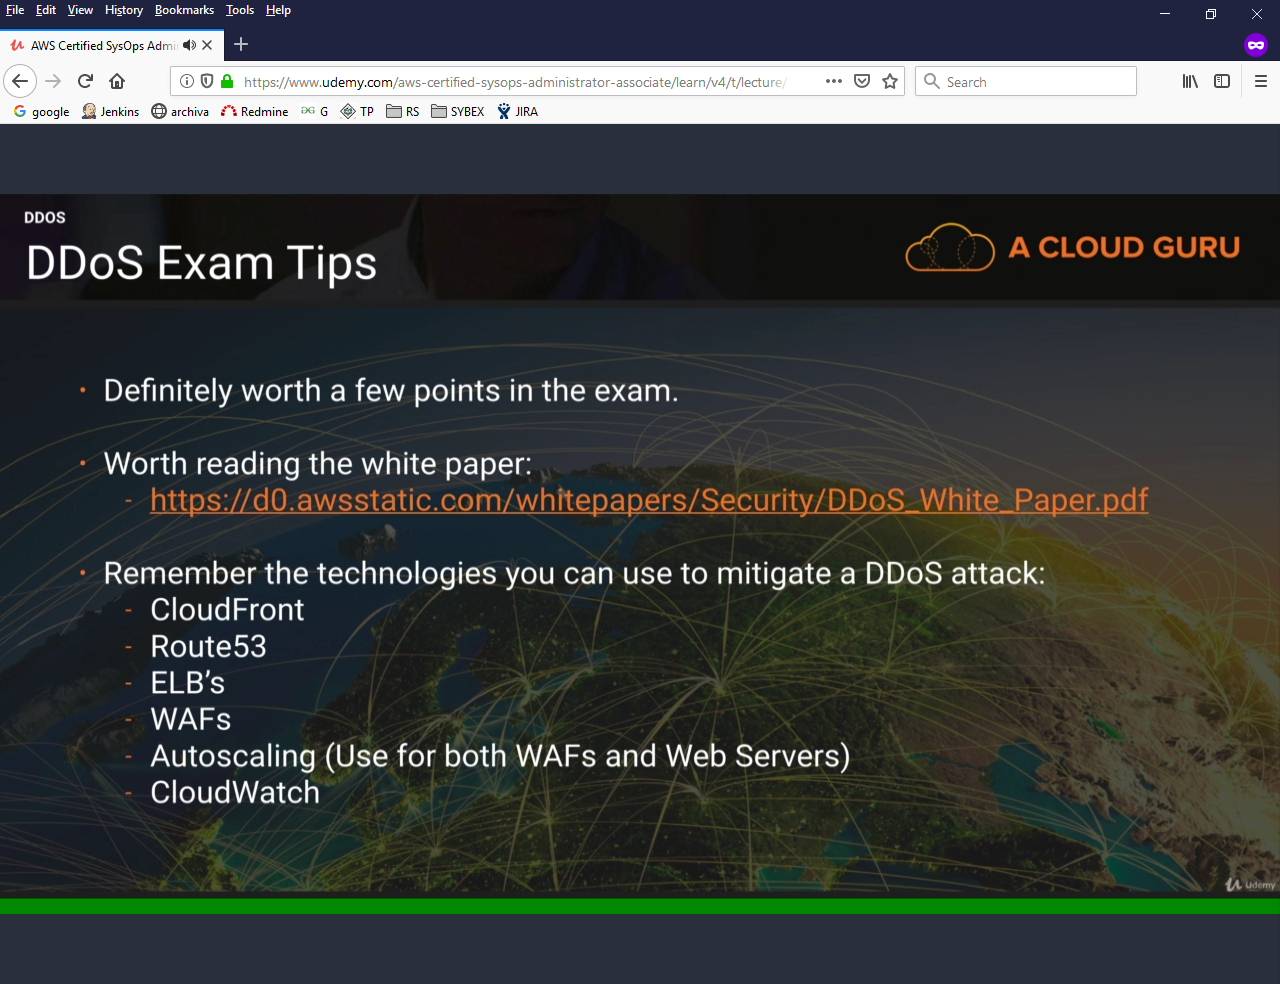 File Edit View History Bookmarks Tools Help
AWS Certified SysOps Admi
https://www.udemy.com/aws-certified-sysops-administrator-associate/learn/v4/t/lecture/
Search
google Jenkins archiva Redmine G TP RS SYBEX JIRA
DDOS
DDoS Exam Tips
A CLOUD GURU
• Definitely worth a few points in the exam.
• Worth reading the white paper:
- https://d0.awsstatic.com/whitepapers/Security/DDoS_White_Paper.pdf
• Remember the technologies you can use to mitigate a DDoS attack:
- CloudFront
- Route53
- ELB's
- WAFs
- Autoscaling (Use for both WAFs and Web Servers)
- CloudWatch
Udemy